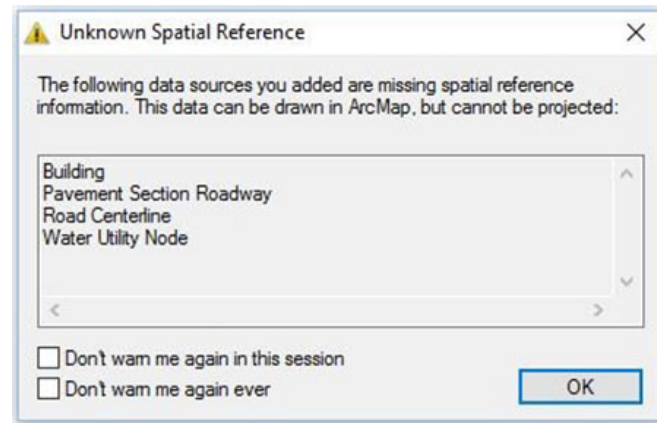 Unknown Spatial Reference
The following data sources you added are missing spatial reference
information. This data can be drawn in ArcMap, but cannot be projected:
Building
Pavement Section Roadway
Road Centerline
Water Utility Node
Don't warn me again in this session
Don't warn me again ever
OK